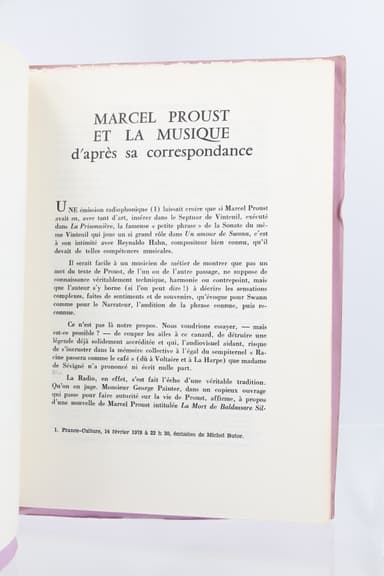 MARCEL PROUST
ET LA MUSIQUE
d'après sa correspondance
UNE émission radiophonique (1) laissait croire que si Marcel Proust
avait eu, avec tant d'art, insérer dans le Septuor de Vinteuil, exécuté
dans La Prisonnière, la fameuse « petite phrase » de la Sonate du mê-
me Vinteuil qui joue un si grand rôle dans Un amour de Swann, c'est
à son intimité avec Reynaldo Hahn, compositeur bien connu, qu'il
devait de telles compétences musicales.
Il serait facile à un musicien de métier de montrer que pas un
mot du texte de Proust, de l'un ou de l'autre passage, ne suppose de
connaissance véritablement technique, harmonie ou contrepoint, mais
que l'auteur s'y borne (si l'on peut dire !) à décrire les sensations
complexes, faites de sentiments et de souvenirs, qu'évoque pour Swann
comme pour le Narrateur, l'audition de la phrase connue, puis re-
connue.
Ce n'est pas là notre propos. Nous voudrions essayer, — mais
est-ce possible ? — de couper les ailes à ce canard, de détruire une
légende déjà solidement accréditée et qui, l'audiovisuel aidant, risque
de s'incruster dans la mémoire collective à l'égal du sempiternel « Ra-
cine passera comme le café » (dû à Voltaire et à La Harpe) que madame
de Sévigné n'a prononcé ni écrit nulle part.
La Radio, en effet, s'est fait l'écho d'une véritable tradition.
Qu'on en juge. Monsieur George Painter, dans un copieux ouvrage
qui passe pour faire autorité sur la vie de Proust, affirme, à propos
d'une nouvelle de Marcel Proust intitulée La Mort de Baldassare Sil-
1. France-Culture, 14 février 1978 à 22 h 30, émission de Michel Butor.